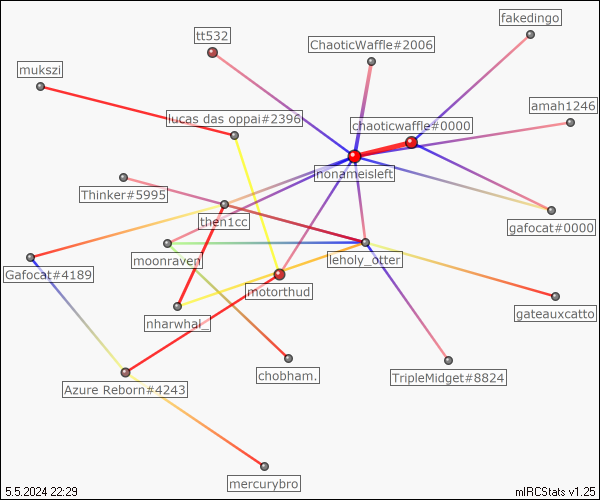 fakedingo
tt532
ChaoticWaffle#2006
mukszi
amah1246
lucas das oppai#2396
chaoticwaffle#0000
nonameisleft
Thinker#5995
then1cc
gafocat#0000
moonraven
leholy_otter
Gafocat#4189
motorthud
gateauxcatto
nharwhal_
chobham.
TripleMidget#8824
Azure Reborn#4243
mercurybro
5.5.2024 22:29
mIRCStats v1.25